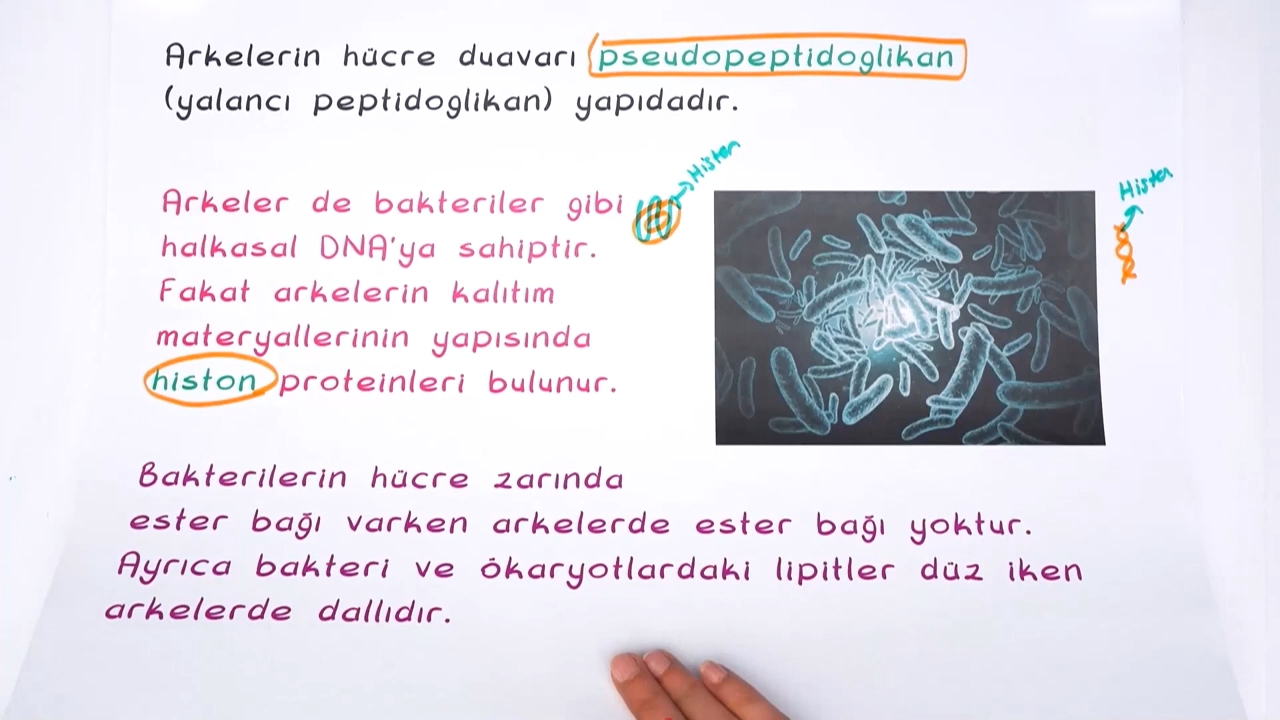 Arkelerin hücre duavarı pseudopeptidoglikan
(yalancı peptidoglikan) yapıdadır.
Arkeler de bakteriler gibi
halkasal DNA'ya sahiptir.
Fakat arkelerin kalıtım
materyallerinin yapısında
histon proteinleri bulunur.
Histon
Histon
Bakterilerin hücre zarında
ester bağı varken arkelerde ester bağı yoktur.
Ayrıca bakteri ve ökaryotlardaki lipitler düz iken
arkelerde dallıdır.